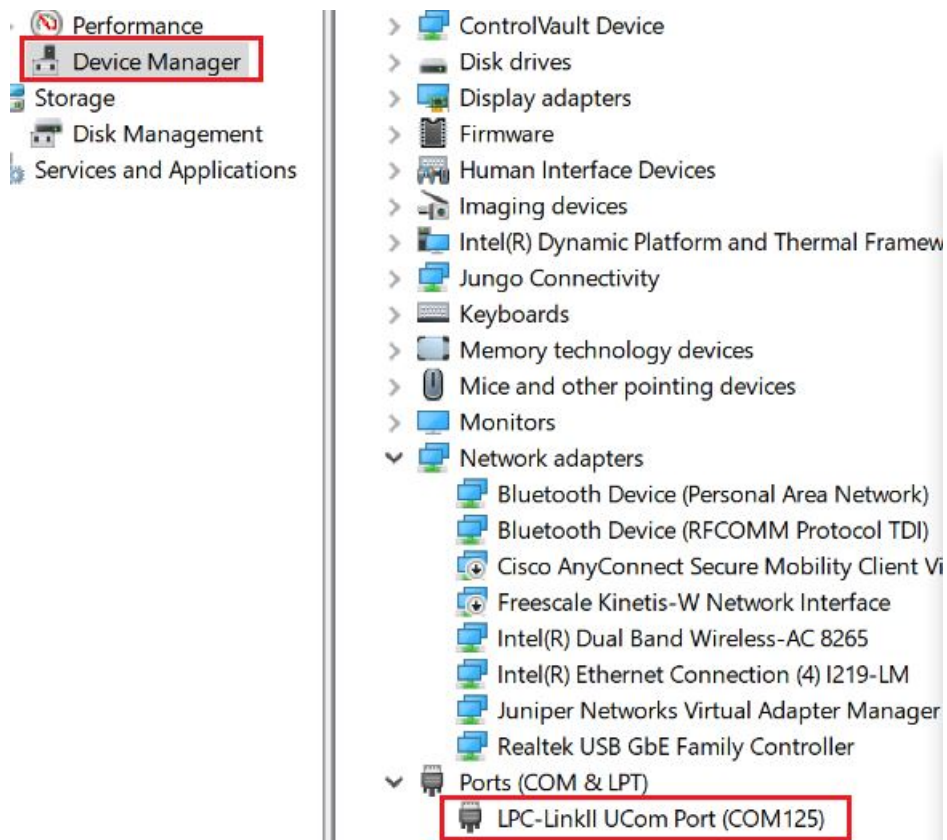 Performance
Device Manager
Storage
Disk Management
Services and Applications
ControlVault Device
Disk drives
Display adapters
Firmware
Human Interface Devices
Imaging devices
Intel(R) Dynamic Platform and Thermal Framew
Jungo Connectivity
Keyboards
Memory technology devices
Mice and other pointing devices
Monitors
Network adapters
Bluetooth Device (Personal Area Network)
Bluetooth Device (RFCOMM Protocol TDI)
Cisco AnyConnect Secure Mobility Client Vi
Freescale Kinetis-W Network Interface
Intel(R) Dual Band Wireless-AC 8265
Intel(R) Ethernet Connection (4) I219-LM
Juniper Networks Virtual Adapter Manager
Realtek USB GbE Family Controller
Ports (COM & LPT)
LPC-LinkII UCom Port (COM125)